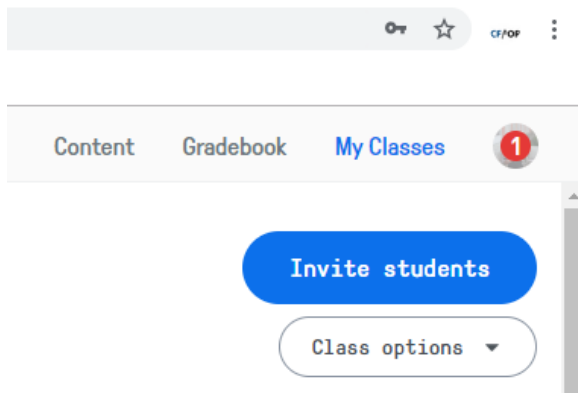 CF/OF
Content Gradebook My Classes 1
Invite students
Class options